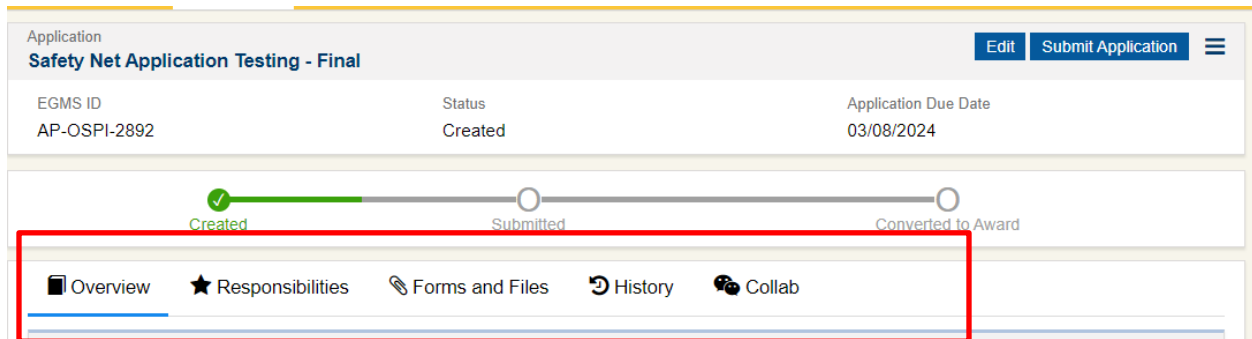 Application
Safety Net Application Testing - Final
Edit Submit Application
EGMS ID Status Application Due Date
AP-OSPI-2892 Created 03/08/2024
Created Submitted Converted to Award
Overview Responsibilities Forms and Files History Collab